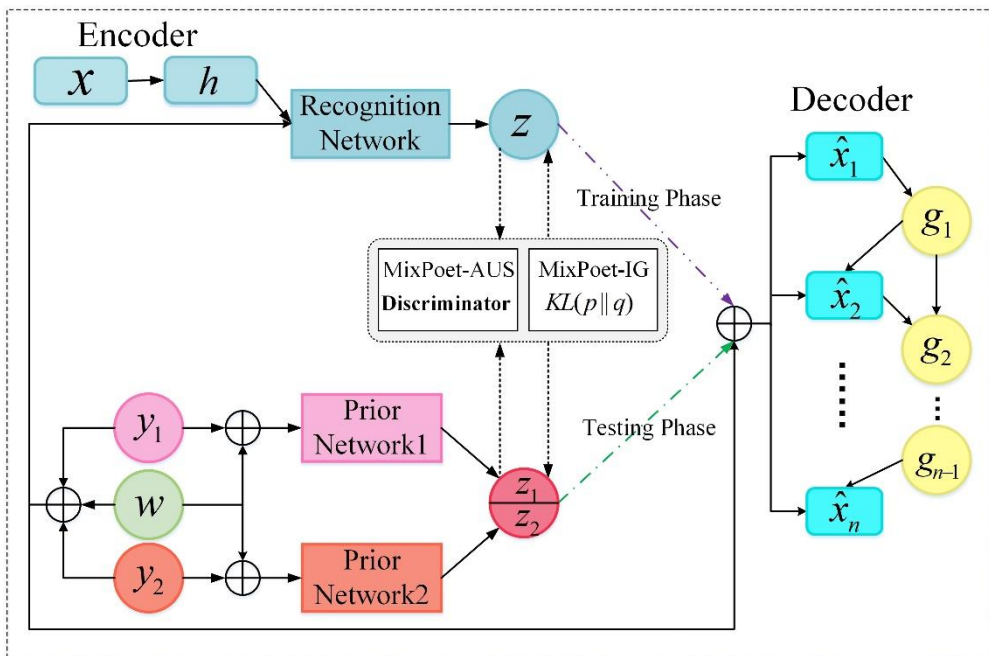 Encoder
x
h
Recognition
Network
z
Decoder
x̂₁
g₁
Training Phase
MixPoet-AUS
Discriminator
MixPoet-IG
KL(p||q)
x̂₂
g₂
Testing Phase
y₁
Prior
Network1
w
z₁
z₂
gₙ₋₁
x̂ₙ
y₂
Prior
Network2